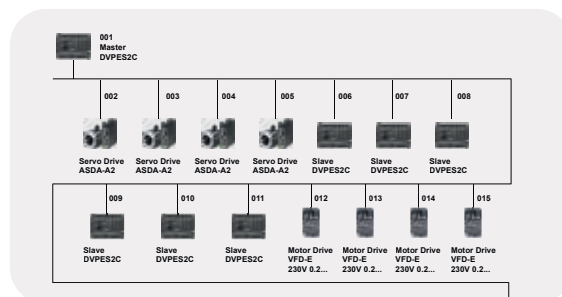 001
Master
DVPES2C
002 003 004 005 006 007 008
Servo Drive Servo Drive Servo Drive Servo Drive Slave Slave Slave
ASDA-A2 ASDA-A2 ASDA-A2 ASDA-A2 DVPES2C DVPES2C DVPES2C
009 010 011 012 013 014 015
Slave Slave Slave Motor Drive Motor Drive Motor Drive Motor Drive
DVPES2C DVPES2C DVPES2C VFD-E VFD-E VFD-E VFD-E
230V 0.2... 230V 0.2... 230V 0.2... 230V 0.2...